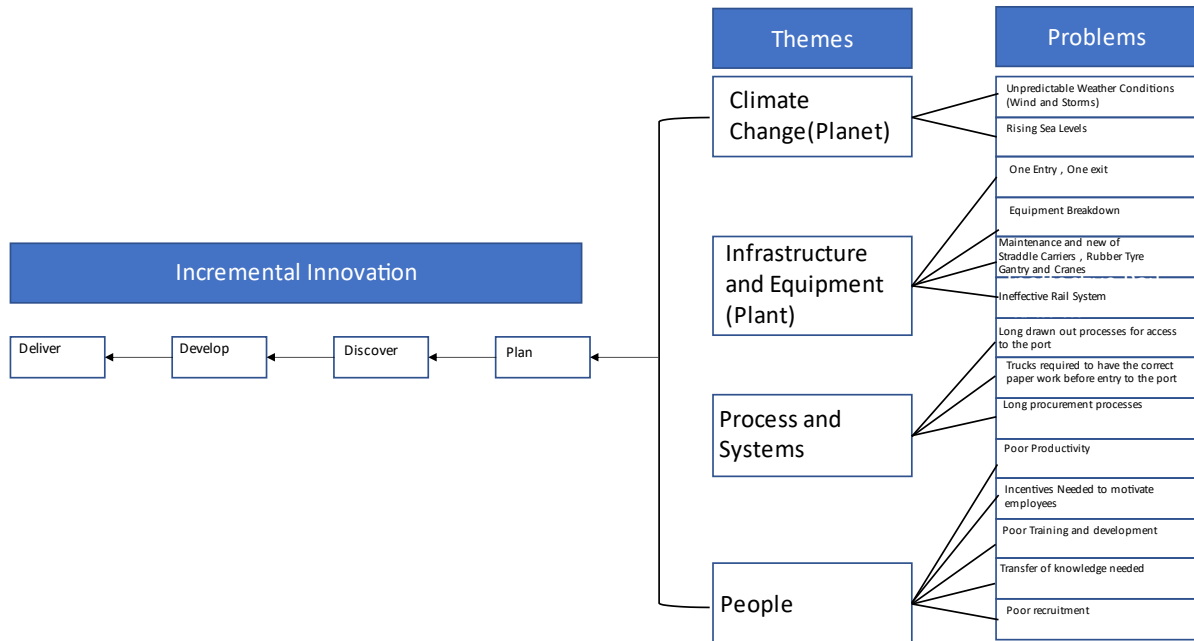 Themes
Problems
Climate
Change(Planet)
Unpredictable Weather Conditions
(Wind and Storms)
Rising Sea Levels
One Entry , One exit
Equipment Breakdown
Incremental Innovation
Infrastructure
and Equipment
(Plant)
Maintenance and new of
Straddle Carriers , Rubber Tyre
Gantry and Cranes
Ineffective Rail System
Deliver
Develop
Discover
Plan
Long drawn out processes for access
to the port
Trucks required to have the correct
paper work before entry to the port
Process and
Systems
Long procurement processes
Poor Productivity
Incentives Needed to motivate
employees
Poor Training and development
Transfer of knowledge needed
People
Poor recruitment